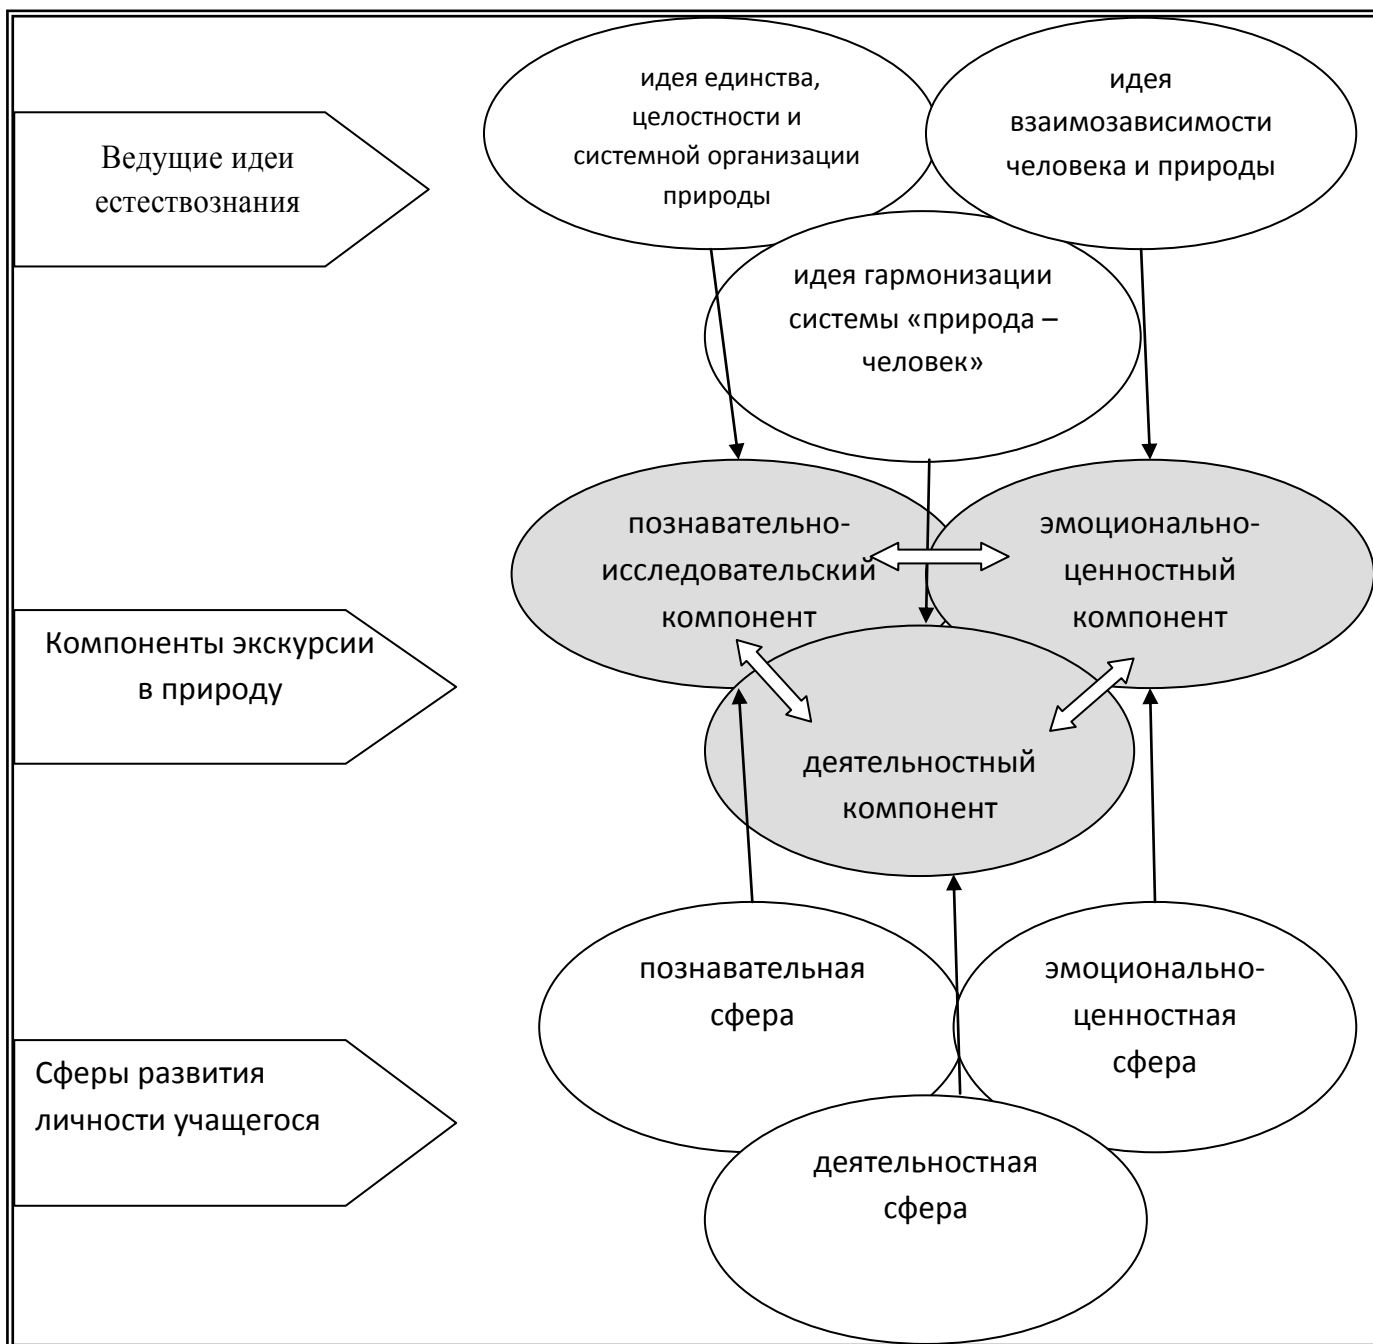 Ведущие идеи
естествознания
идея единства,
целостности и
системной организации
природы
идея
взаимозависимости
человека и природы
идея гармонизации
системы «природа –
человек»
Компоненты экскурсии
в природу
познавательно-
исследовательский
компонент
эмоционально-
ценностный
компонент
деятельностный
компонент
Сферы развития
личности учащегося
познавательная
сфера
эмоционально-
ценностная
сфера
деятельностная
сфера